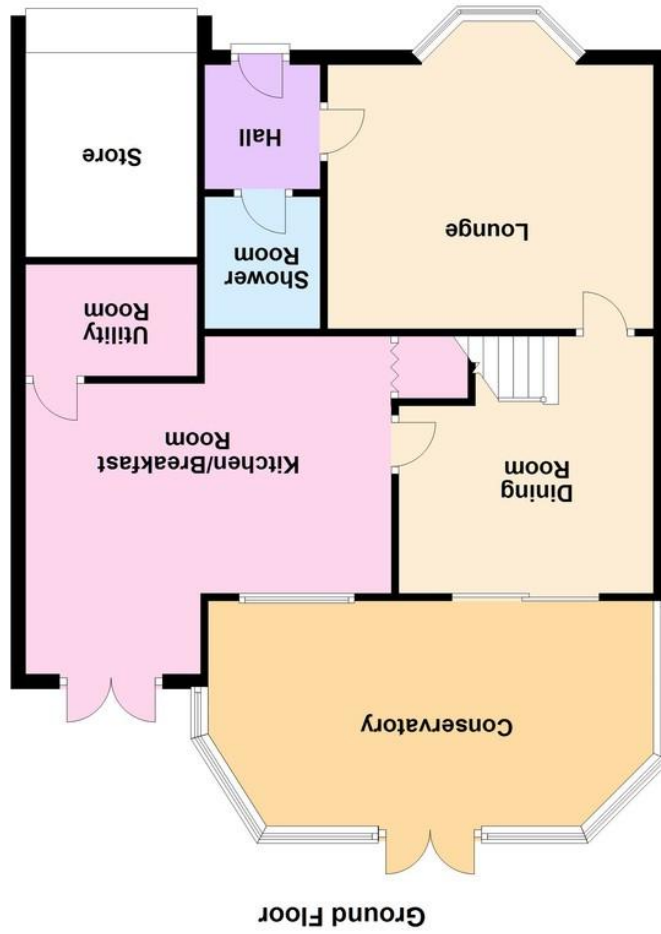 Ground Floor
Conservatory
Dining
Room
Kitchen/Breakfast
Room
Utility
Room
Shower
Room
Lounge
Hall
Store